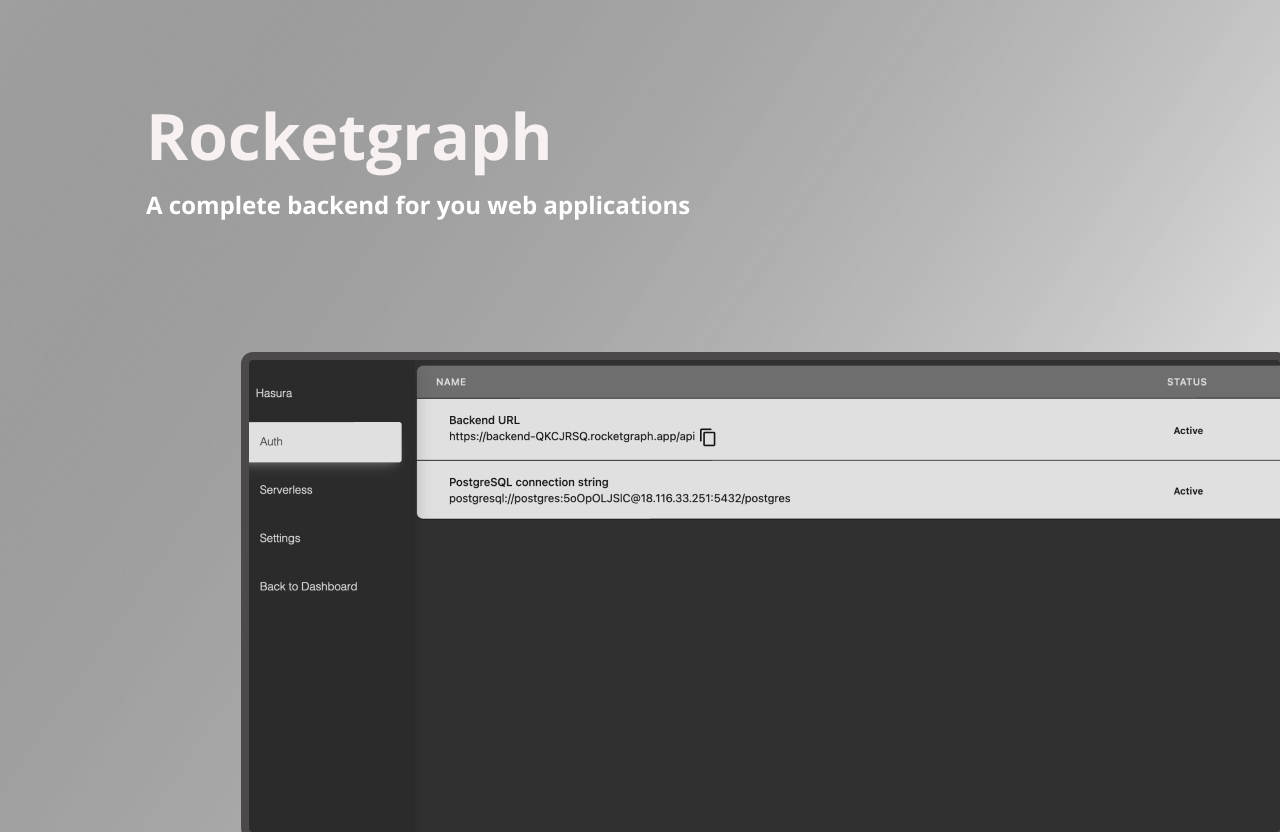 Rocketgraph
A complete backend for you web applications
Hasura
Auth
Serverless
Settings
Back to Dashboard
NAME STATUS
Backend URL
https://backend-QKCJRSQ.rocketgraph.app/api
Active
PostgreSQL connection string
postgresql://postgres:5oOpOLJSlC@18.116.33.251:5432/postgres
Active